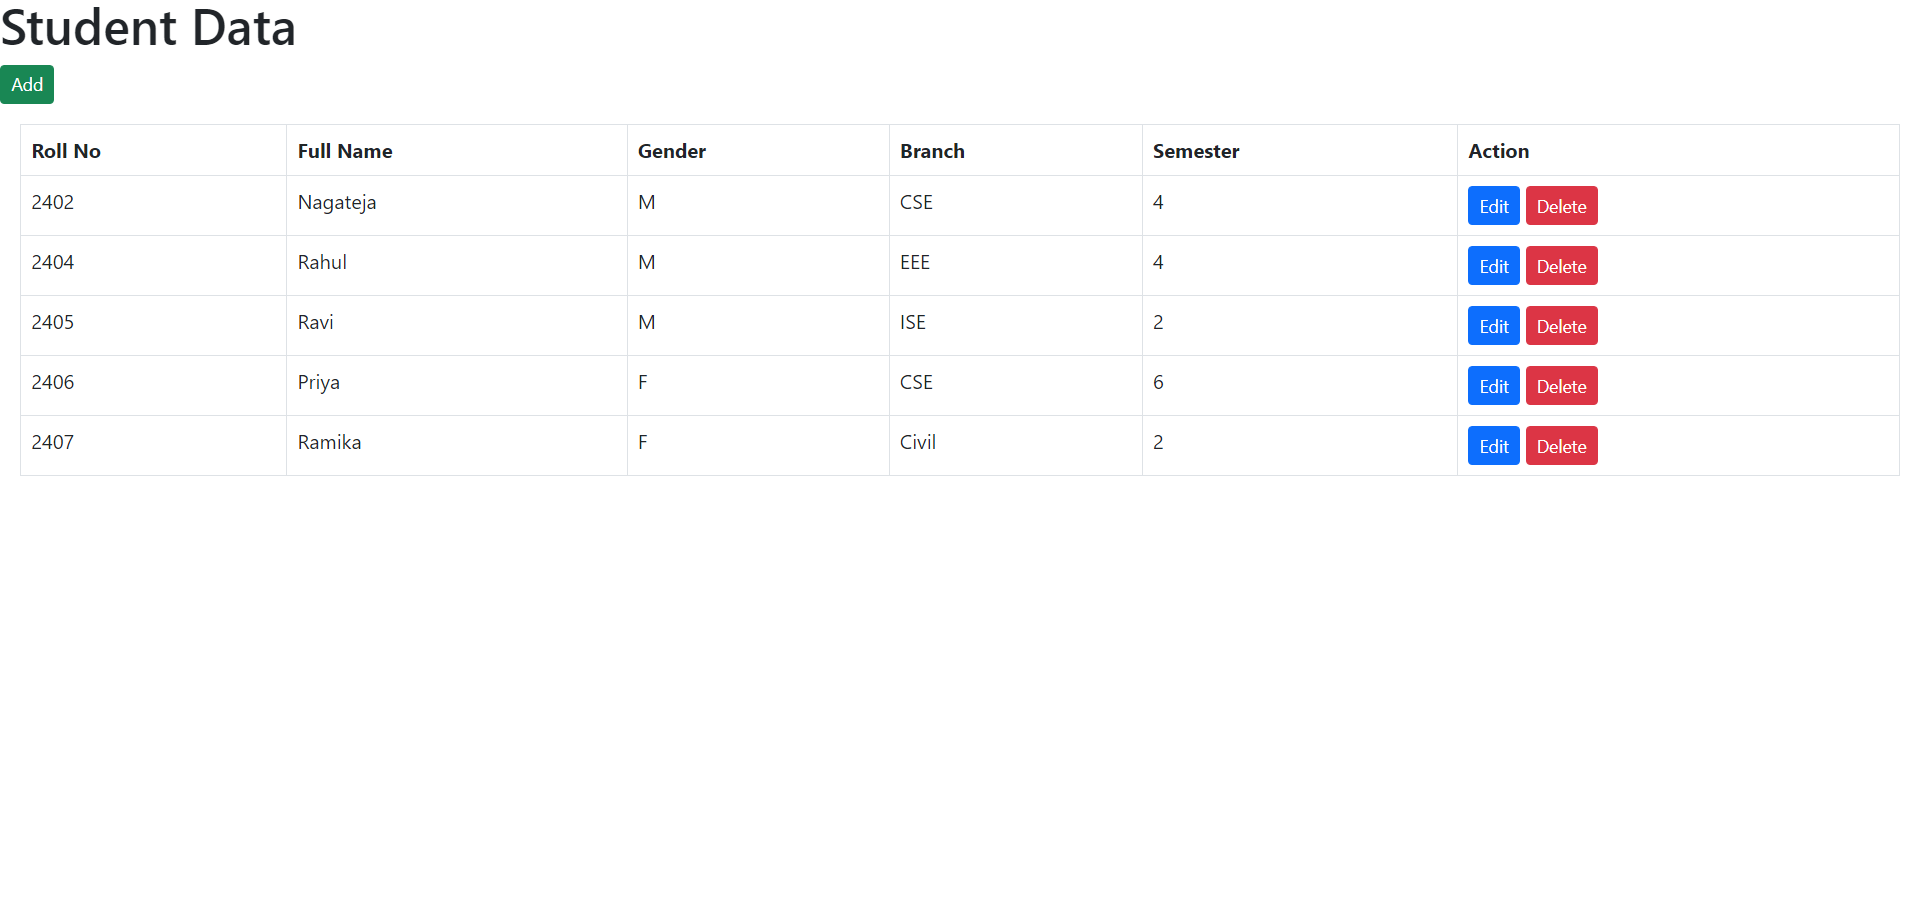 Student Data
Add
Roll No Full Name Gender Branch Semester Action
2402 Nagateja M CSE 4 Edit Delete
2404 Rahul M EEE 4 Edit Delete
2405 Ravi M ISE 2 Edit Delete
2406 Priya F CSE 6 Edit Delete
2407 Ramika F Civil 2 Edit Delete